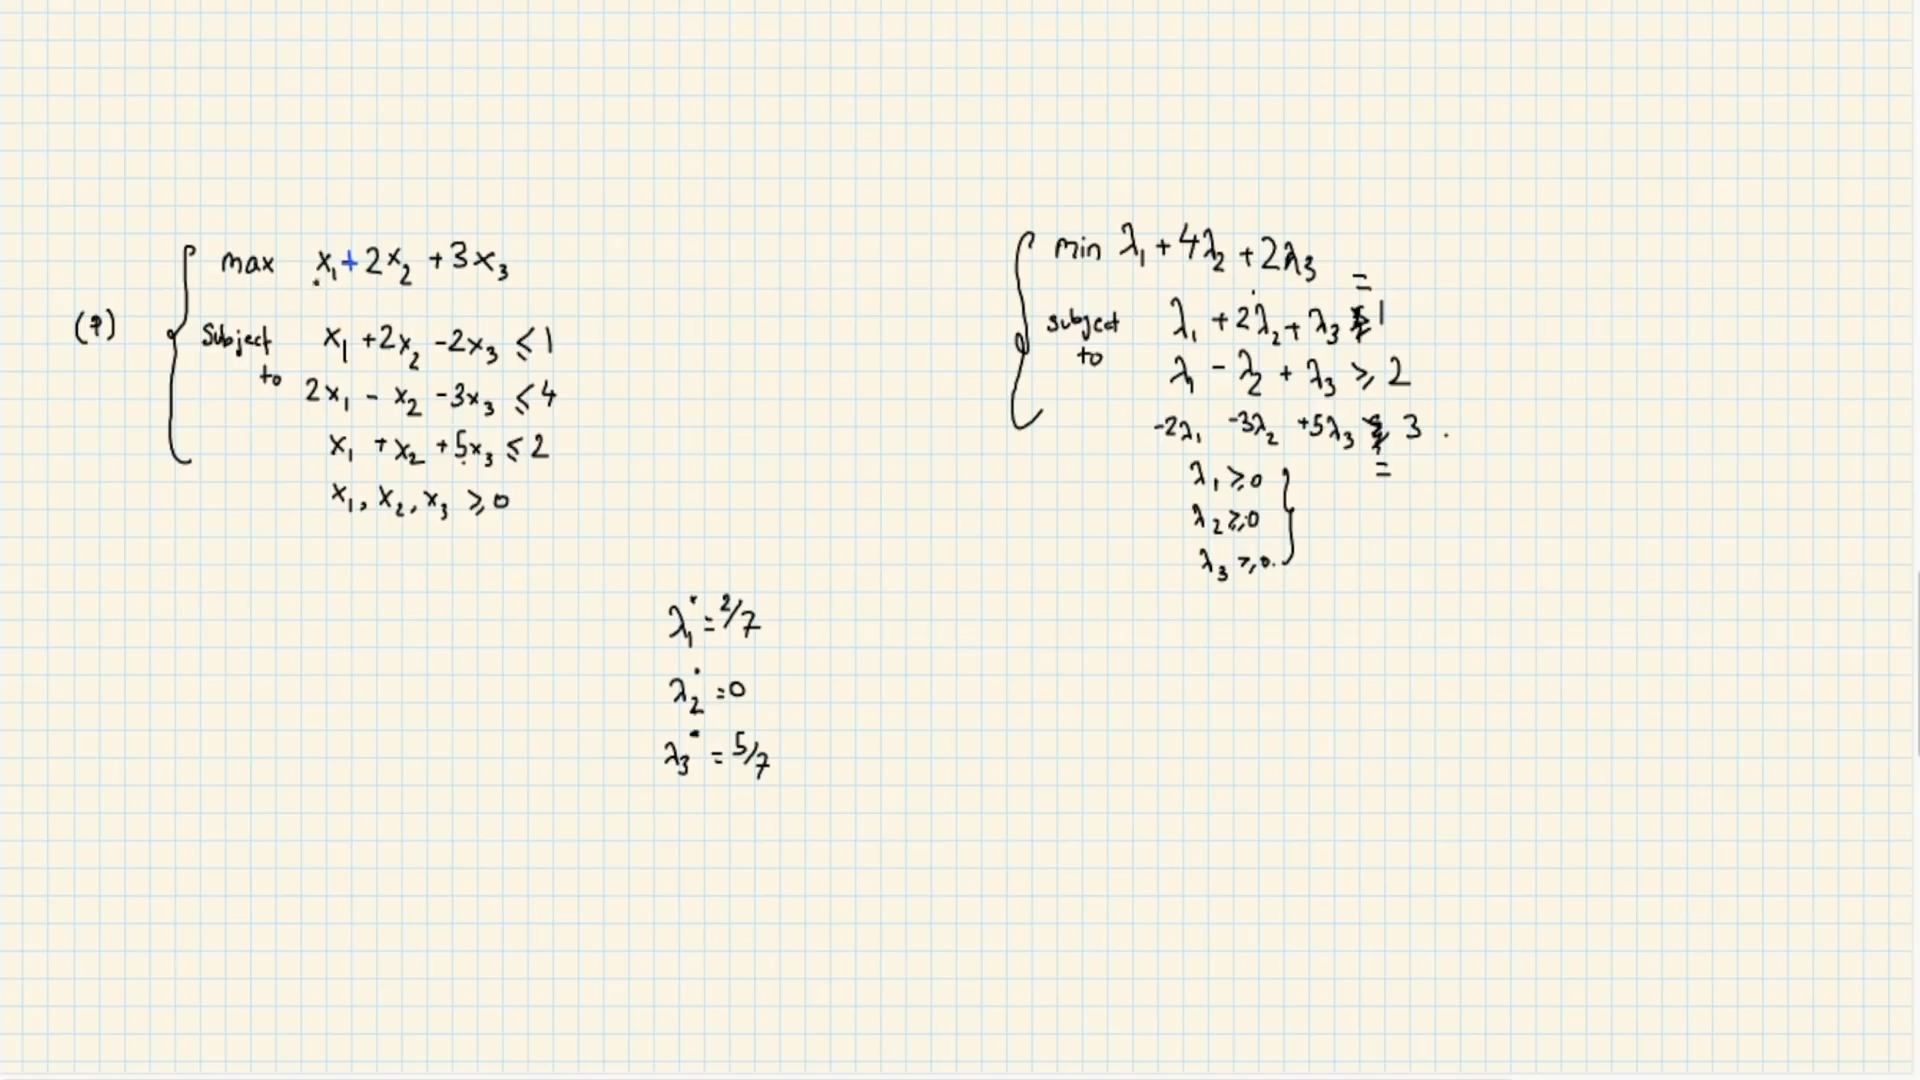 (P)
max x₁ + 2x₂ + 3x₃
Subject to
x₁ + 2x₂ - 2x₃ ⩽ 1
2x₁ - x₂ - 3x₃ ⩽ 4
x₁ + x₂ + 5x₃ ⩽ 2
x₁, x₂, x₃ ⩾ 0
min λ₁ + 4λ₂ + 2λ₃
subject to
λ₁ + 2λ₂ + λ₃ = 1
λ₁ - λ₂ + λ₃ ⩾ 2
-2λ₁ -3λ₂ +5λ₃ = 3 .
λ₁ ⩾ 0
λ₂ ⩾ 0
λ₃ ⩾ 0.
λ₁* = 2/7
λ₂* = 0
λ₃* = 5/7